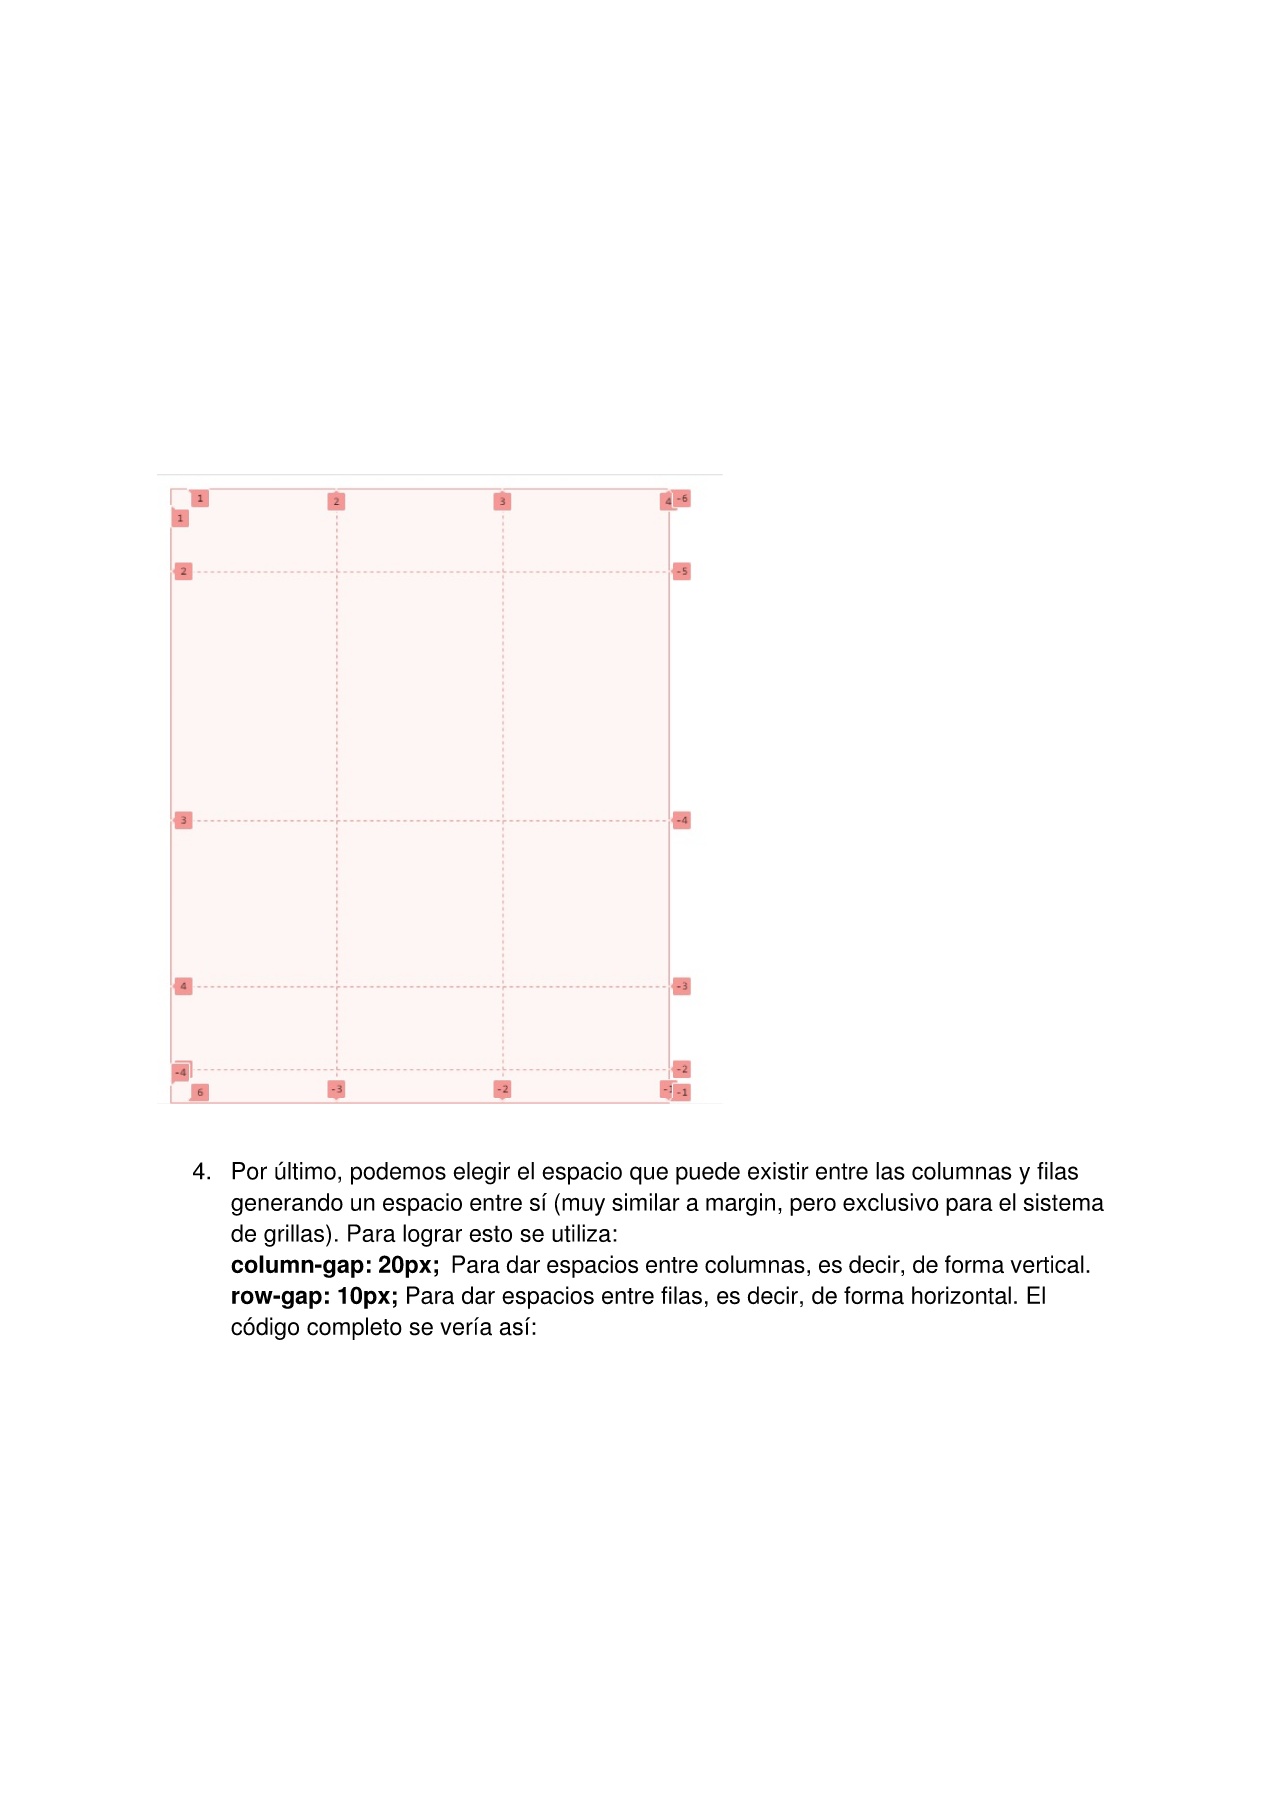 1 2 3 4 -6
1
2 -5
3 -4
4 -3
-4 -2
6 -3 -2 -1 -1
4. Por último, podemos elegir el espacio que puede existir entre las columnas y filas
generando un espacio entre sí (muy similar a margin, pero exclusivo para el sistema
de grillas). Para lograr esto se utiliza:
column-gap: 20px; Para dar espacios entre columnas, es decir, de forma vertical.
row-gap: 10px; Para dar espacios entre filas, es decir, de forma horizontal. El
código completo se vería así: